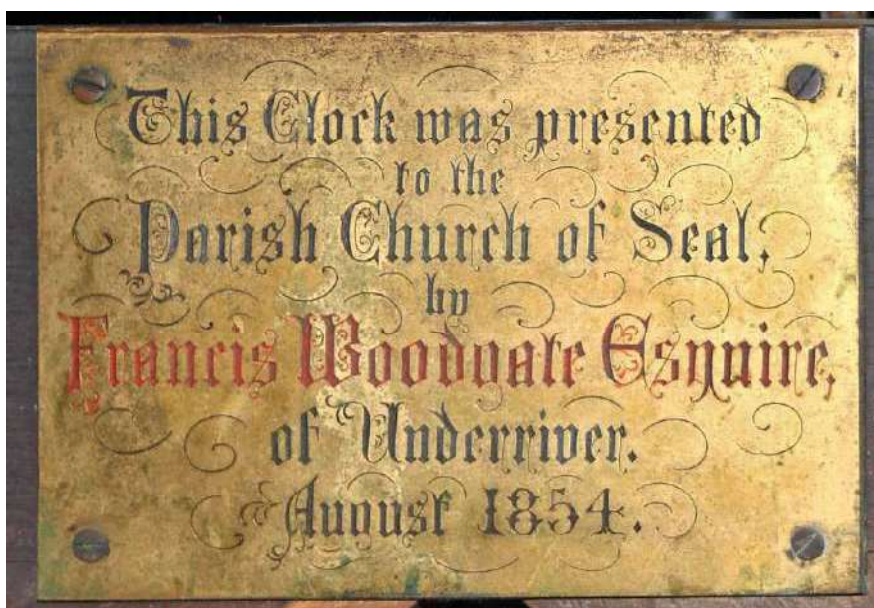 This Clock was presented
to the
Parish Church of Seal,
by
Francis Woodgate Esquire,
of Underriver.
August 1854.